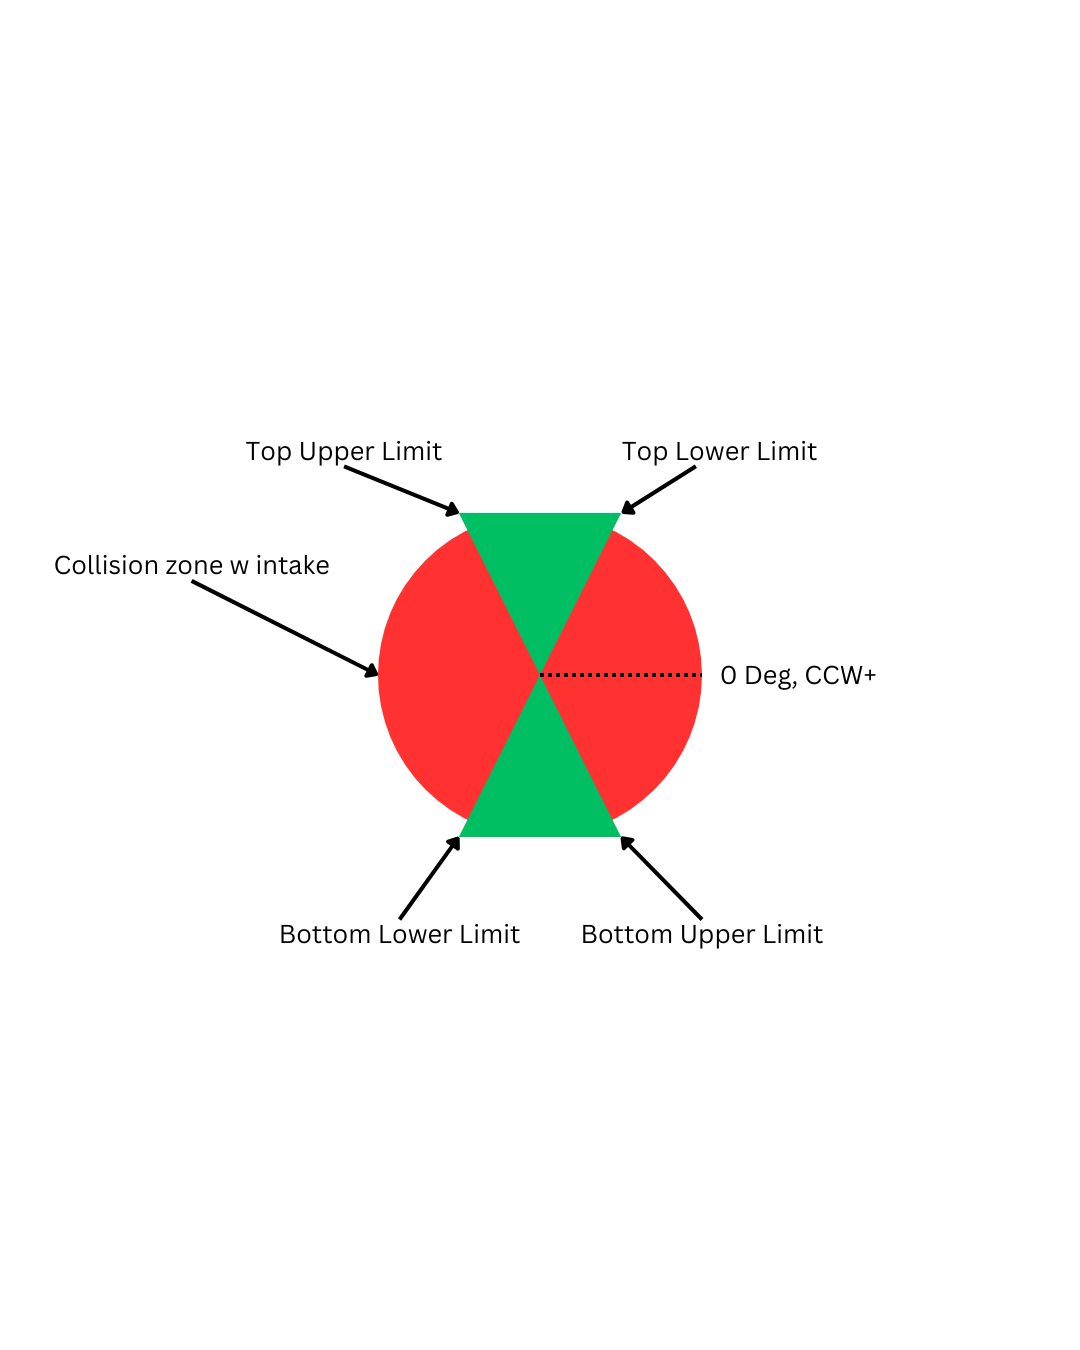 Top Upper Limit
Top Lower Limit
Collision zone w intake
0 Deg, CCW+
Bottom Lower Limit
Bottom Upper Limit